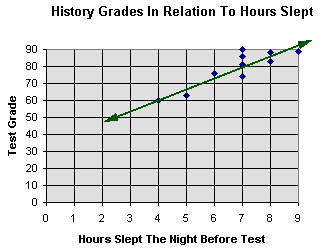 History Grades In Relation To Hours Slept
90
80
70
60
50
40
30
20
10
0
Test Grade
0 1 2 3 4 5 6 7 8 9
Hours Slept The Night Before Test